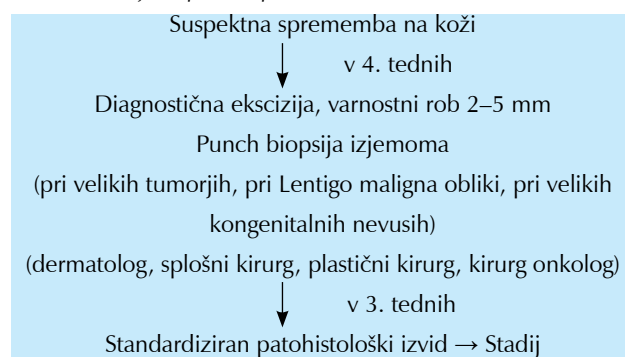 Suspektna sprememba na koži
v 4. tednih
Diagnostična ekscizija, varnostni rob 2–5 mm
Punch biopsija izjemoma
(pri velikih tumorjih, pri Lentigo maligna obliki, pri velikih
kongenitalnih nevusih)
(dermatolog, splošni kirurg, plastični kirurg, kirurg onkolog)
v 3. tednih
Standardiziran patohistološki izvid → Stadij